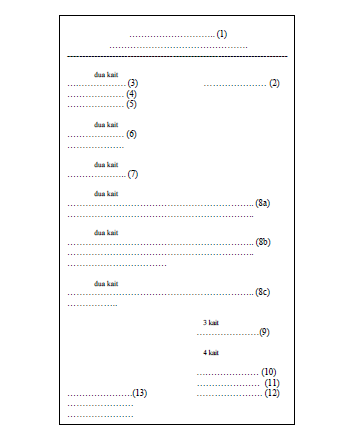 .............................. (1)
................................................
--------------------------------------------------------------------------------
dua kait
..................... (3) ...................... (2)
.................... (4)
.................... (5)
dua kait
.................... (6)
....................
dua kait
..................... (7)
dua kait
................................................................. (8a)
.................................................................
dua kait
................................................................. (8b)
.................................................................
...................................
dua kait
................................................................. (8c)
..................
3 kait
......................(9)
4 kait
...................... (10)
...................... (11)
.......................(13) ....................... (12)
.......................
.......................